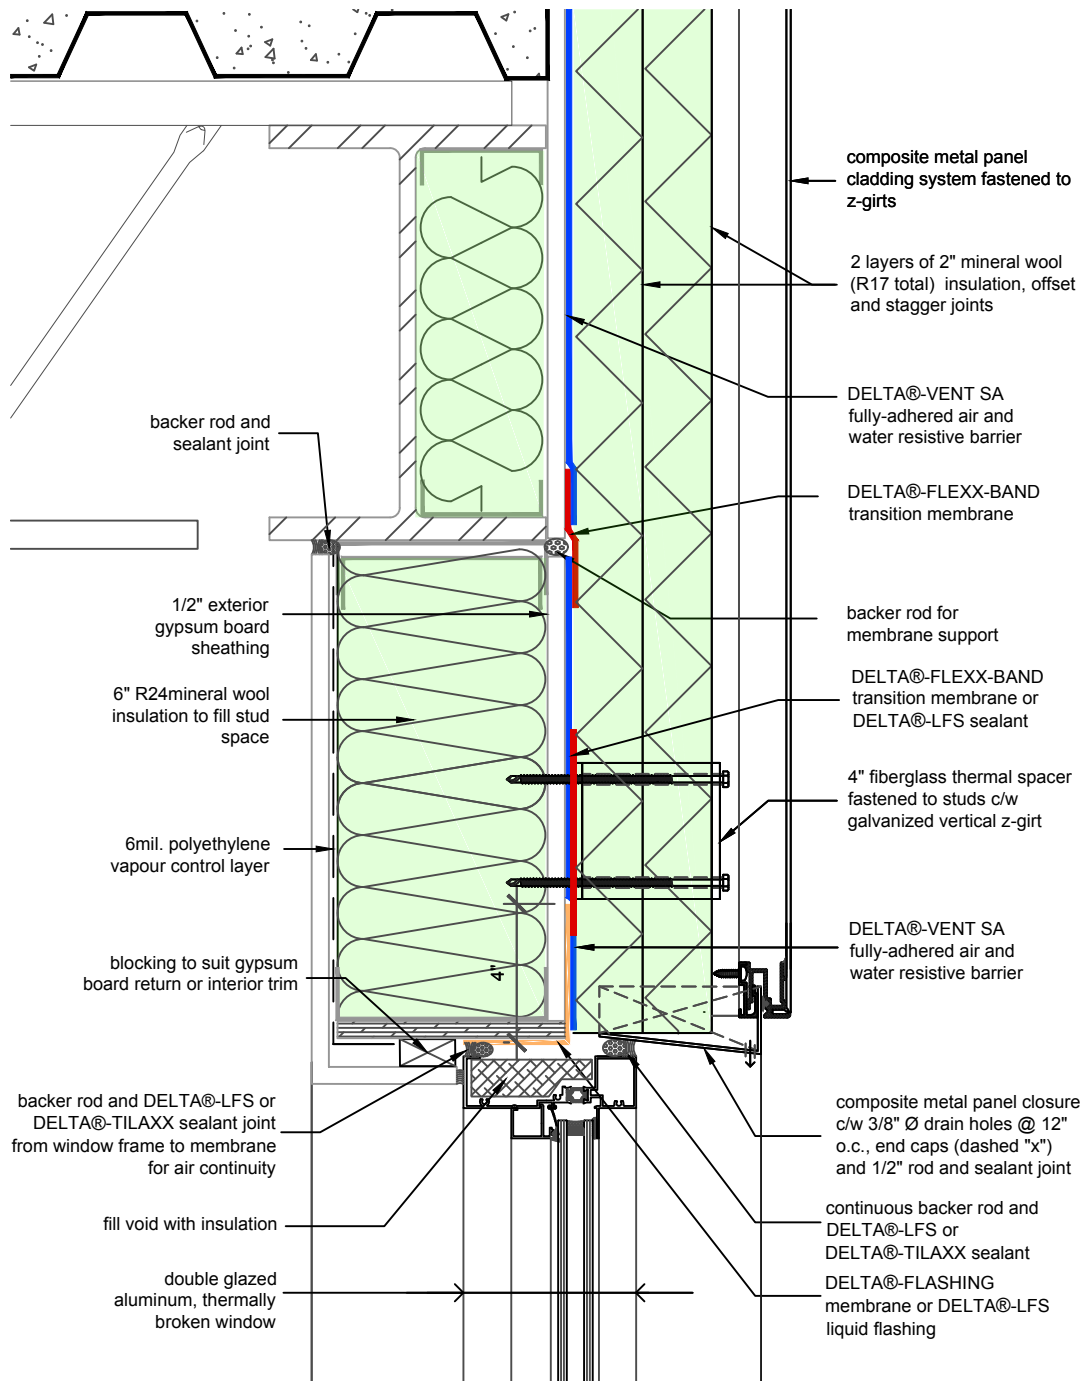 composite metal panel
cladding system fastened to
z-girts
2 layers of 2" mineral wool
(R17 total)  insulation, offset
and stagger joints
DELTA®-VENT SA
fully-adhered air and
water resistive barrier
backer rod and
sealant joint
DELTA®-FLEXX-BAND
transition membrane
1/2" exterior
gypsum board
sheathing
backer rod for
membrane support
6" R24mineral wool
insulation to fill stud
space
DELTA®-FLEXX-BAND
transition membrane or
DELTA®-LFS sealant
4" fiberglass thermal spacer
fastened to studs c/w
galvanized vertical z-girt
6mil. polyethylene
vapour control layer
DELTA®-VENT SA
fully-adhered air and
water resistive barrier
blocking to suit gypsum
board return or interior trim
4"
backer rod and DELTA®-LFS or
DELTA®-TILAXX sealant joint
from window frame to membrane
for air continuity
composite metal panel closure
c/w 3/8" Ø drain holes @ 12"
o.c., end caps (dashed "x")
and 1/2" rod and sealant joint
fill void with insulation
continuous backer rod and
DELTA®-LFS or
DELTA®-TILAXX sealant
double glazed
aluminum, thermally
broken window
DELTA®-FLASHING
membrane or DELTA®-LFS
liquid flashing